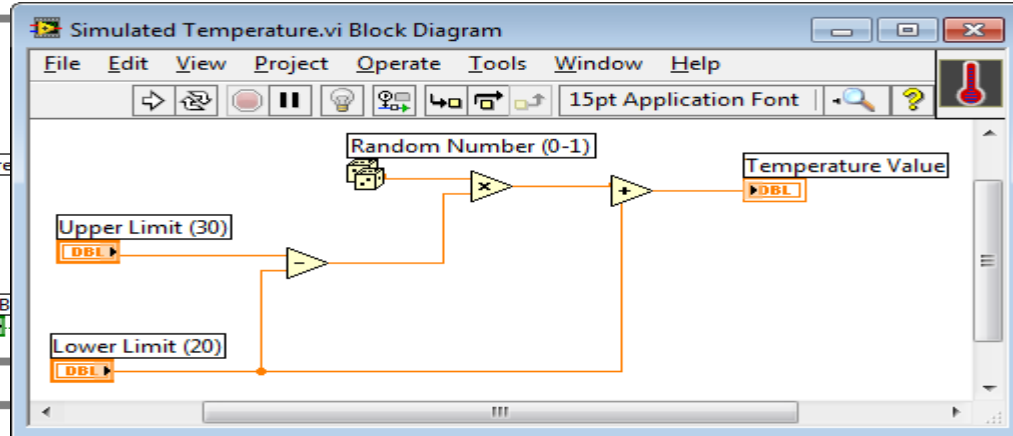 Simulated Temperature.vi Block Diagram
File Edit View Project Operate Tools Window Help
15pt Application Font
?
Random Number (0-1)
Temperature Value
x
+
DBL
Upper Limit (30)
DBL
-
Lower Limit (20)
DBL
re
B